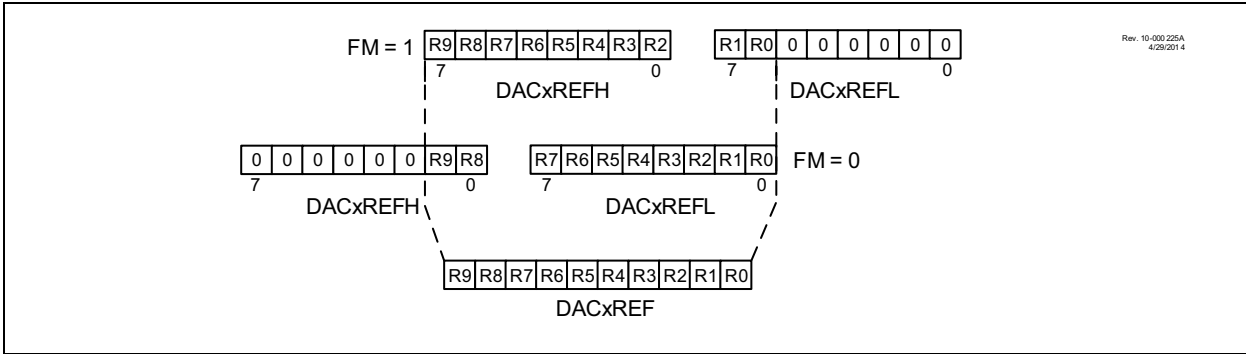 FM = 1 R9 R8 R7 R6 R5 R4 R3 R2 R1 R0 0 0 0 0 0 0
7 0 7 0
DACxREFH DACxREFL
Rev. 10-000 225A
4/29/2014
0 0 0 0 0 0 R9 R8 R7 R6 R5 R4 R3 R2 R1 R0 FM = 0
7 0 7 0
DACxREFH DACxREFL
R9 R8 R7 R6 R5 R4 R3 R2 R1 R0
DACxREF